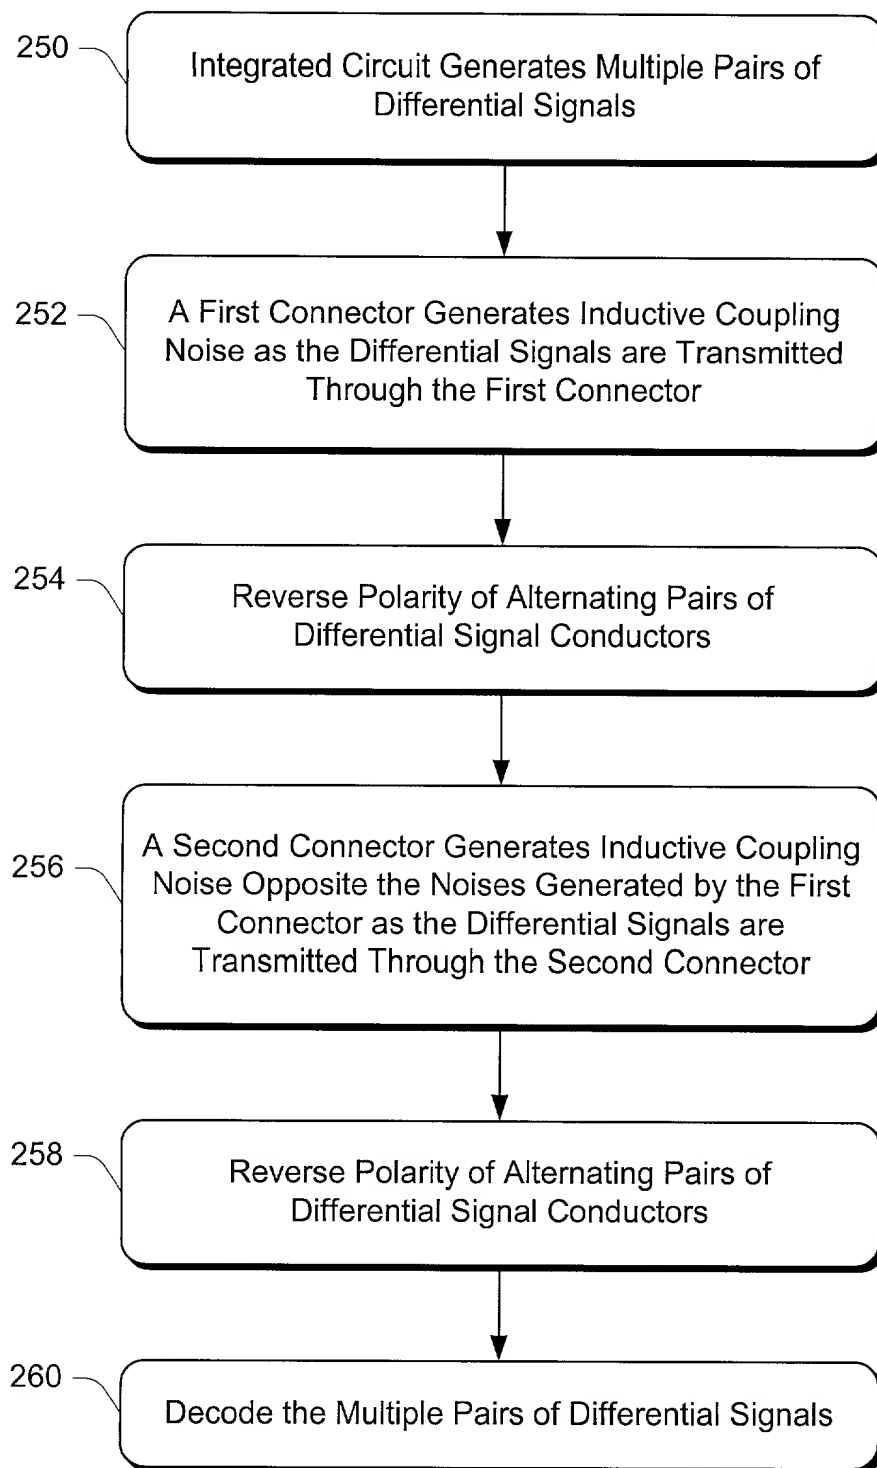 250
Integrated Circuit Generates Multiple Pairs of
Differential Signals
252
A First Connector Generates Inductive Coupling
Noise as the Differential Signals are Transmitted
Through the First Connector
254
Reverse Polarity of Alternating Pairs of
Differential Signal Conductors
256
A Second Connector Generates Inductive Coupling
Noise Opposite the Noises Generated by the First
Connector as the Differential Signals are
Transmitted Through the Second Connector
258
Reverse Polarity of Alternating Pairs of
Differential Signal Conductors
260
Decode the Multiple Pairs of Differential Signals